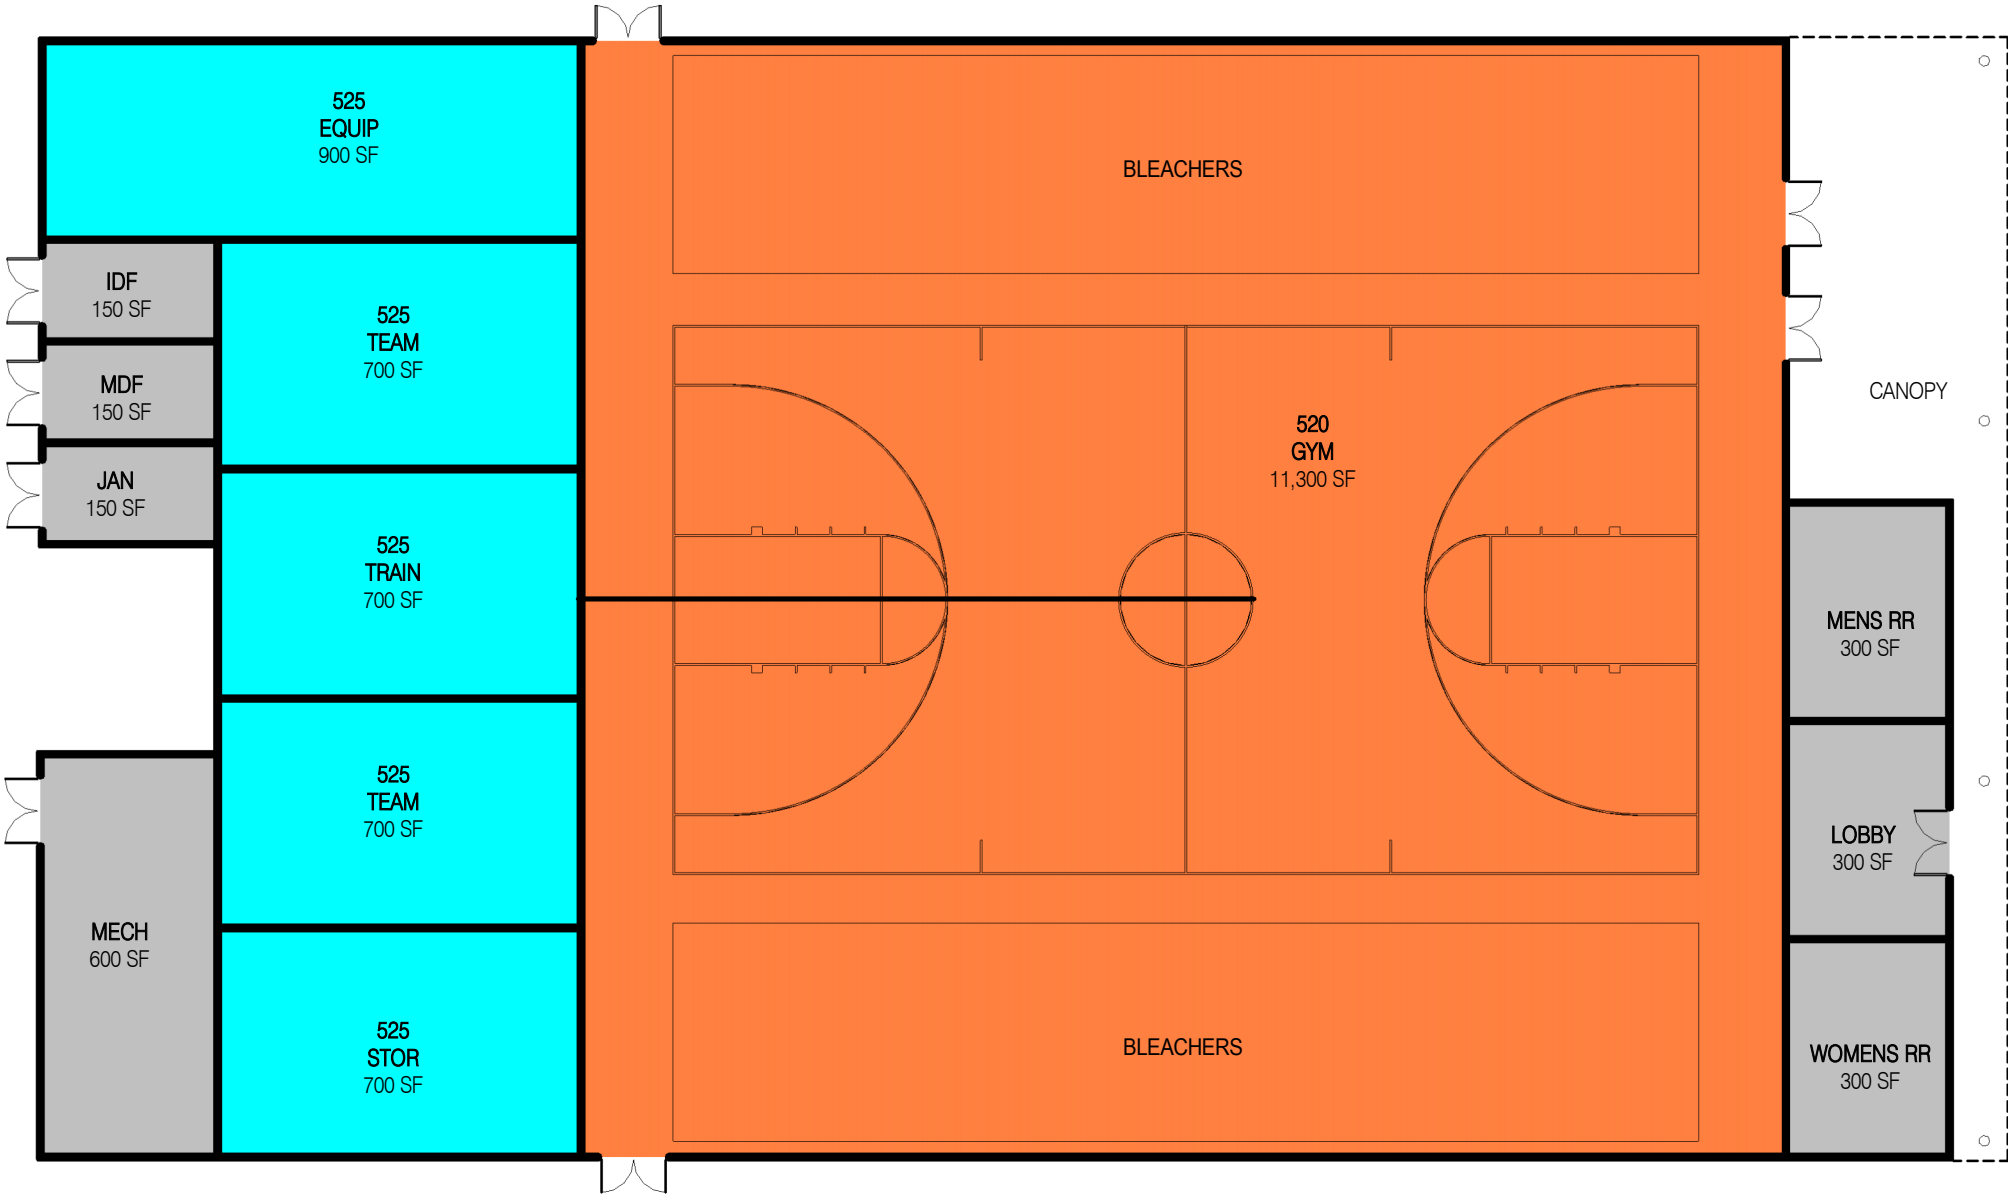 525
EQUIP
900 SF
BLEACHERS
IDF
150 SF
525
TEAM
700 SF
MDF
150 SF
CANOPY
520
GYM
11,300 SF
JAN
150 SF
525
TRAIN
700 SF
MENS RR
300 SF
525
TEAM
700 SF
LOBBY
300 SF
MECH
600 SF
525
STOR
700 SF
BLEACHERS
WOMENS RR
300 SF